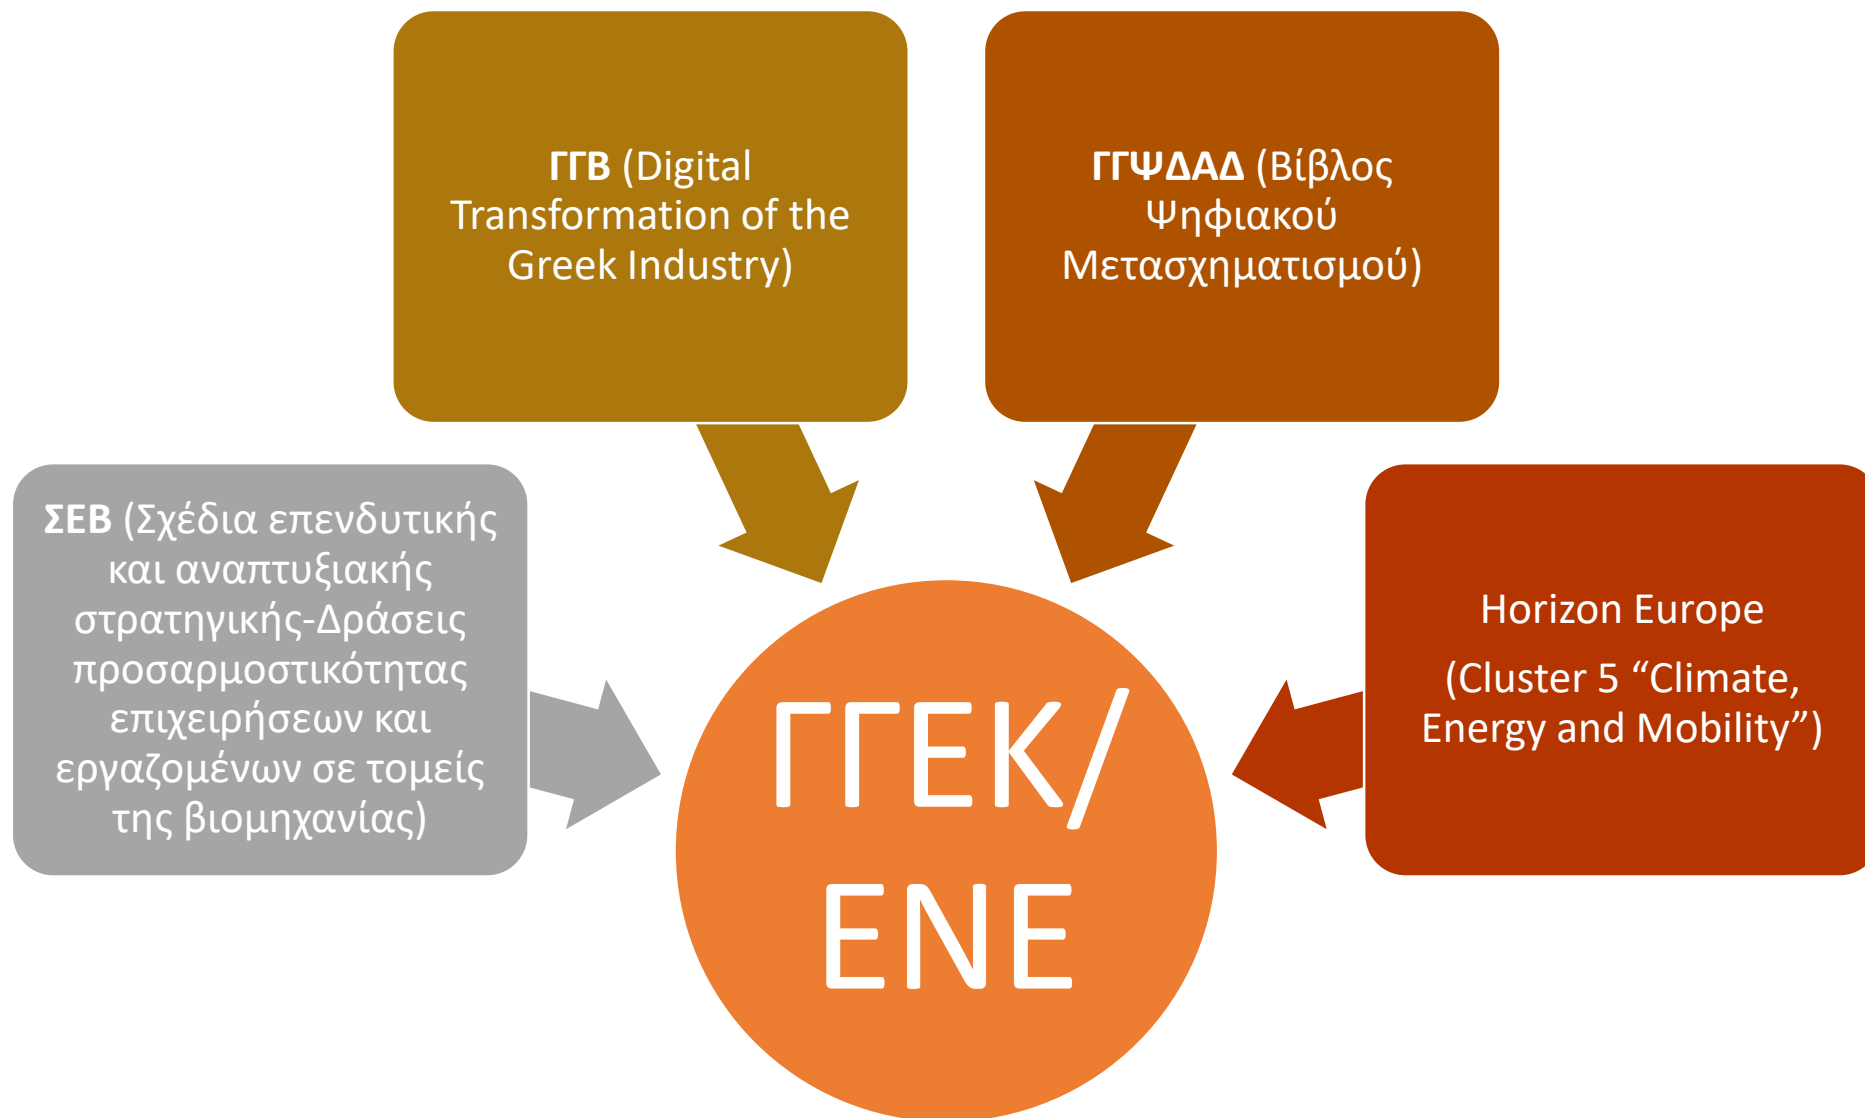 ΓΓΒ (Digital
Transformation of the
Greek Industry)
ΓΓΨΔΑΔ (Βίβλος
Ψηφιακού
Μετασχηματισμού)
ΣΕΒ (Σχέδια επενδυτικής
και αναπτυξιακής
στρατηγικής-Δράσεις
προσαρμοστικότητας
επιχειρήσεων και
εργαζομένων σε τομείς
της βιομηχανίας)
Horizon Europe
(Cluster 5 “Climate,
Energy and Mobility”)
ΓΓΕΚ/
ΕΝΕ